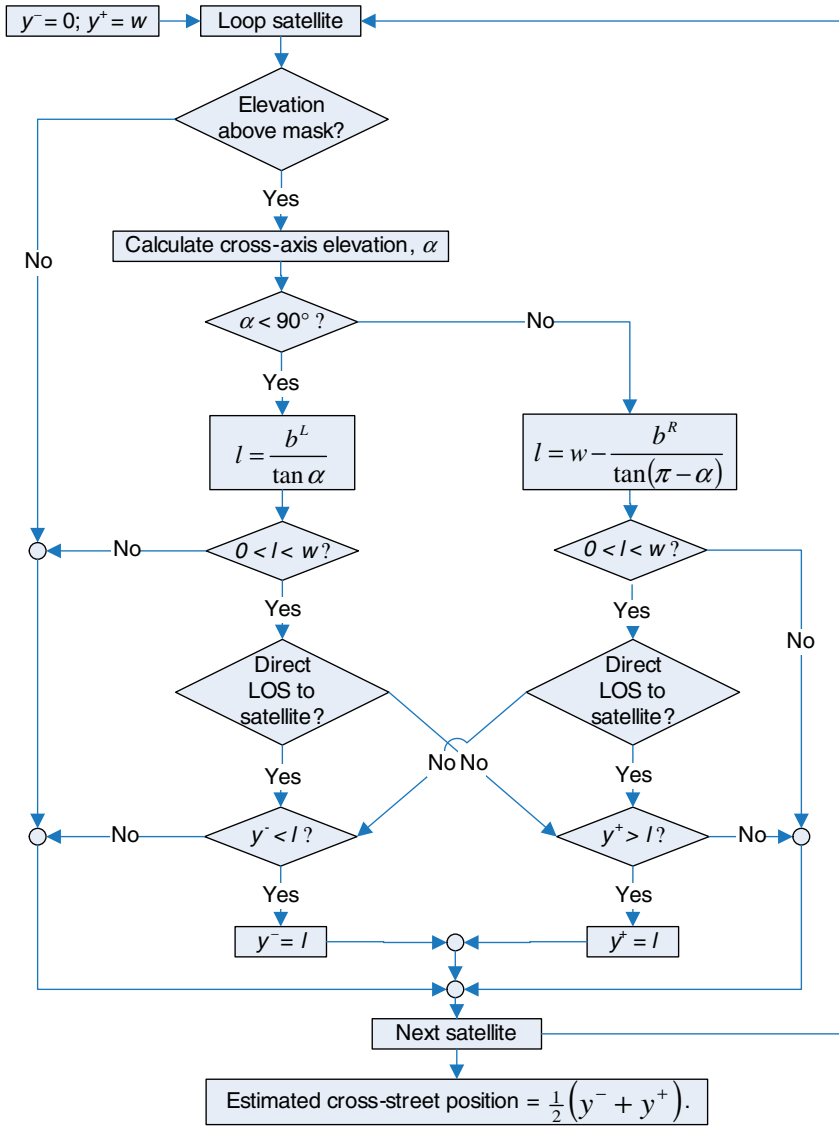 y⁻ = 0; y⁺ = w
Loop satellite
Elevation
above mask?
Yes
No
Calculate cross-axis elevation, α
α < 90° ?
No
Yes
l = b^L / tan α
l = w − b^R / tan(π − α)
No
0 < l < w ?
0 < l < w ?
Yes
Yes
No
Direct
LOS to
satellite?
Direct
LOS to
satellite?
No No
Yes
Yes
No
y⁻ < l ?
y⁺ > l ?
No
Yes
Yes
y⁻ = l
y⁺ = l
Next satellite
Estimated cross-street position = ½(y⁻ + y⁺).